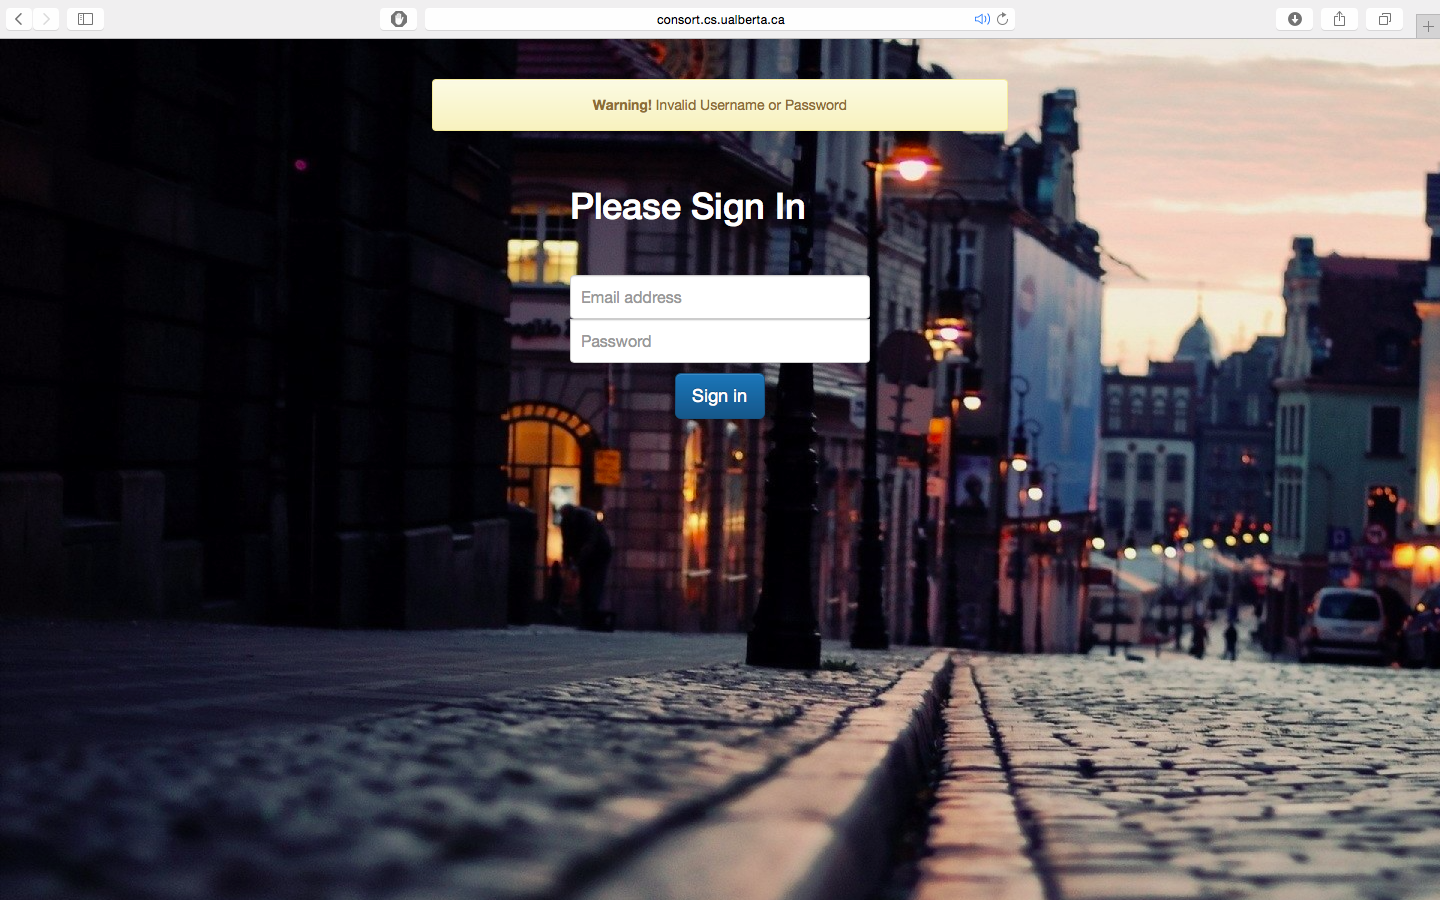 consort.cs.ualberta.ca
Warning! Invalid Username or Password
Please Sign In
Email address
Password
Sign in